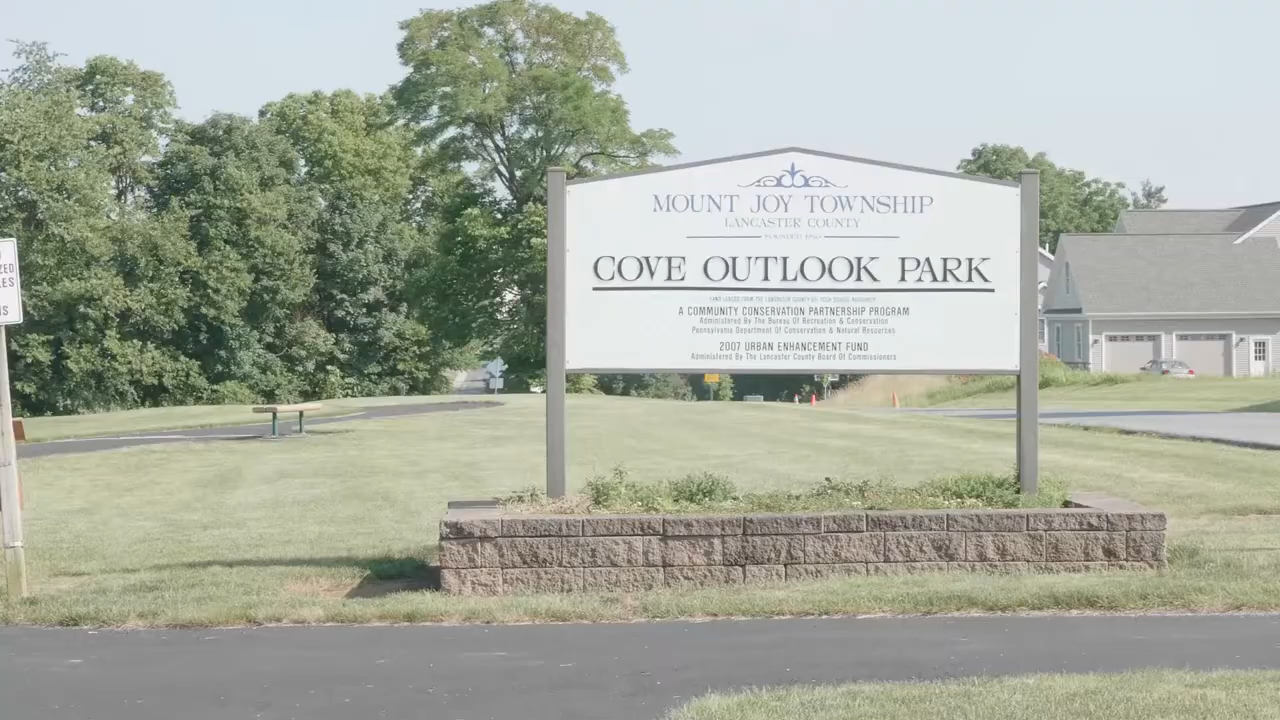 MOUNT JOY TOWNSHIP
LANCASTER COUNTY
COVE OUTLOOK PARK
A COMMUNITY CONSERVATION PARTNERSHIP PROGRAM
Administered By The Bureau Of Recreation & Conservation
Pennsylvania Department Of Conservation & Natural Resources
2007 URBAN ENHANCEMENT FUND
Administered By The Lancaster County Board Of Commissioners